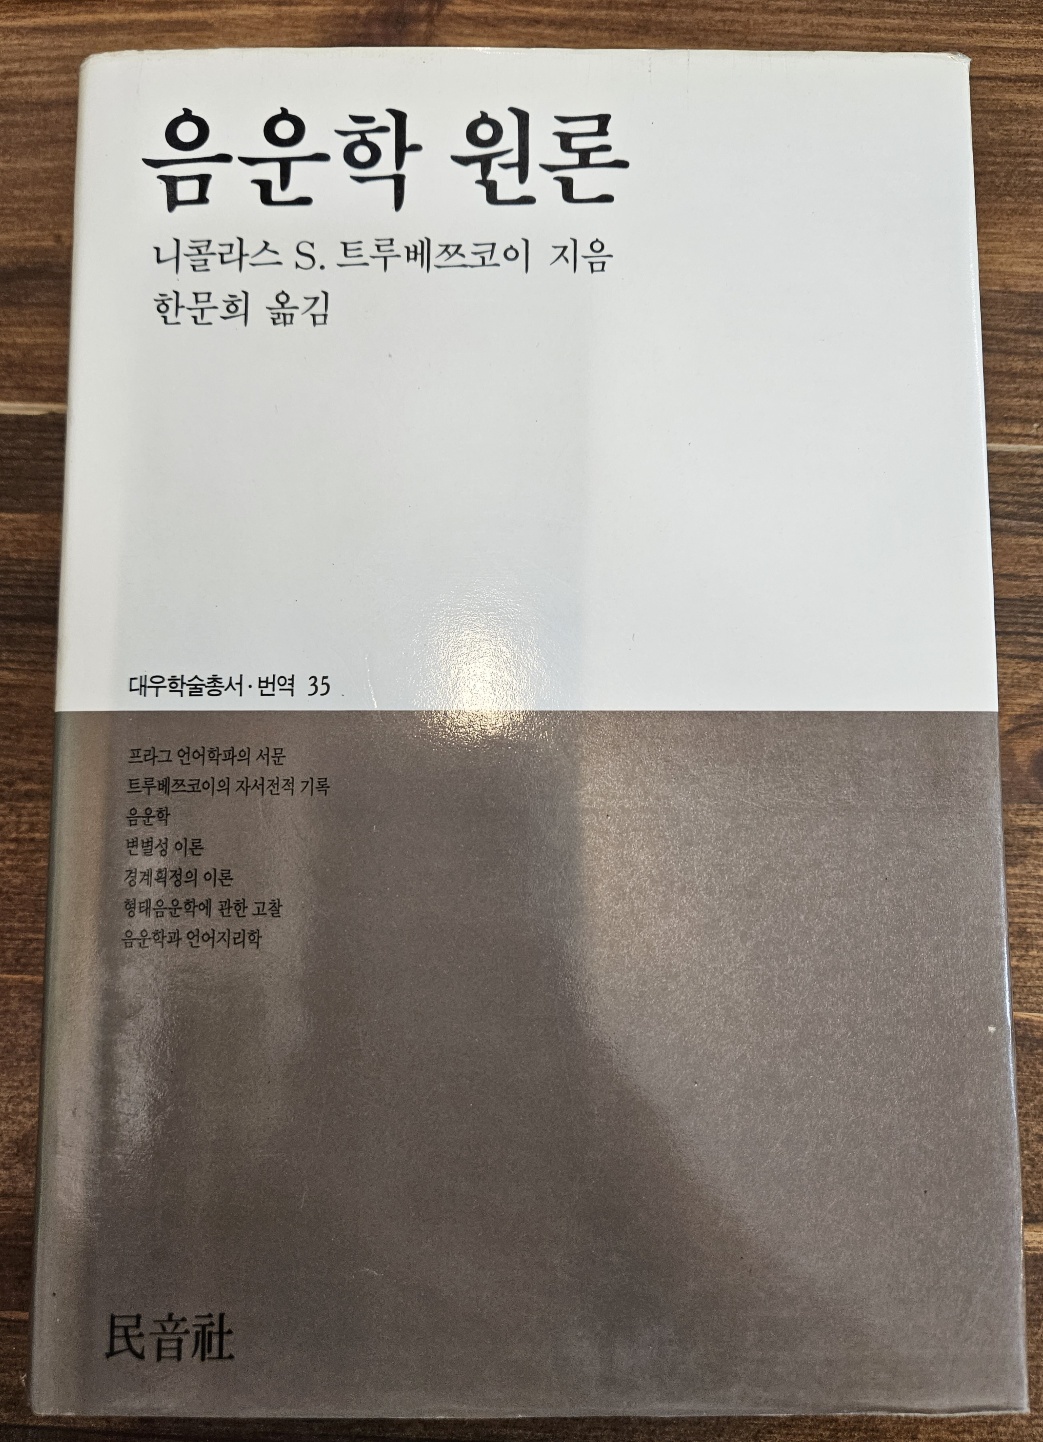 음운학 원론
니콜라스 S. 트루베쯔코이 지음
한문희 옮김
대우학술총서·번역 35
프라그 언어학파의 서문
트루베쯔코이의 자서전적 기록
음운학
변별성 이론
경계획정의 이론
형태음운학에 관한 고찰
음운학과 언어지리학
民音社